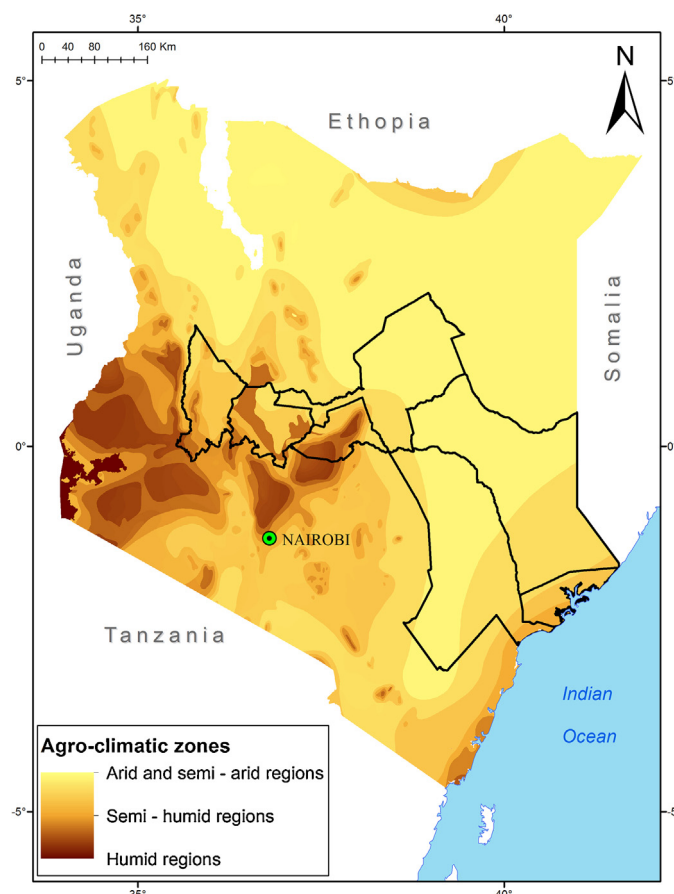 35°
40°
0 40 80 160 Km
N
5°
5°
Ethiopia
Uganda
Somalia
0°
0°
NAIROBI
Tanzania
Indian
Ocean
Agro-climatic zones
Arid and semi - arid regions
Semi - humid regions
Humid regions
-5°
-5°
35°
40°